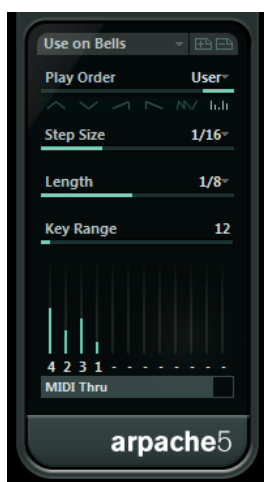 Use on Bells
Play Order User
Step Size 1/16
Length 1/8
Key Range 12
4 2 3 1 - - - - - - - -
MIDI Thru
arpache5